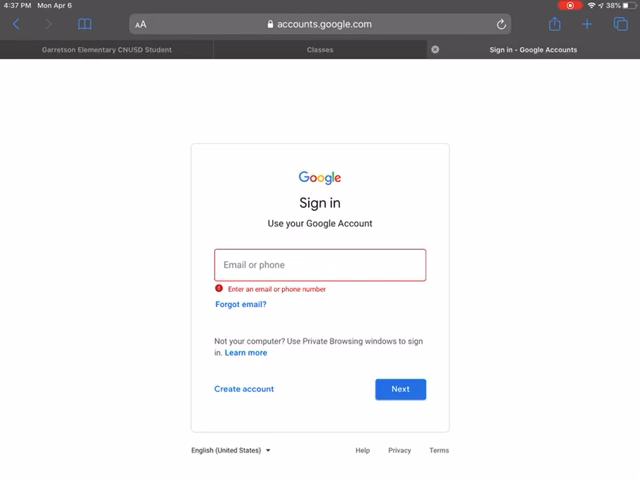 4:37 PM Mon Apr 6
38%
AA
accounts.google.com
Garretson Elementary CNUSD Student
Classes
Sign in - Google Accounts
Google
Sign in
Use your Google Account
Email or phone
Enter an email or phone number
Forgot email?
Not your computer? Use Private Browsing windows to sign
in. Learn more
Create account
Next
English (United States)
Help
Privacy
Terms